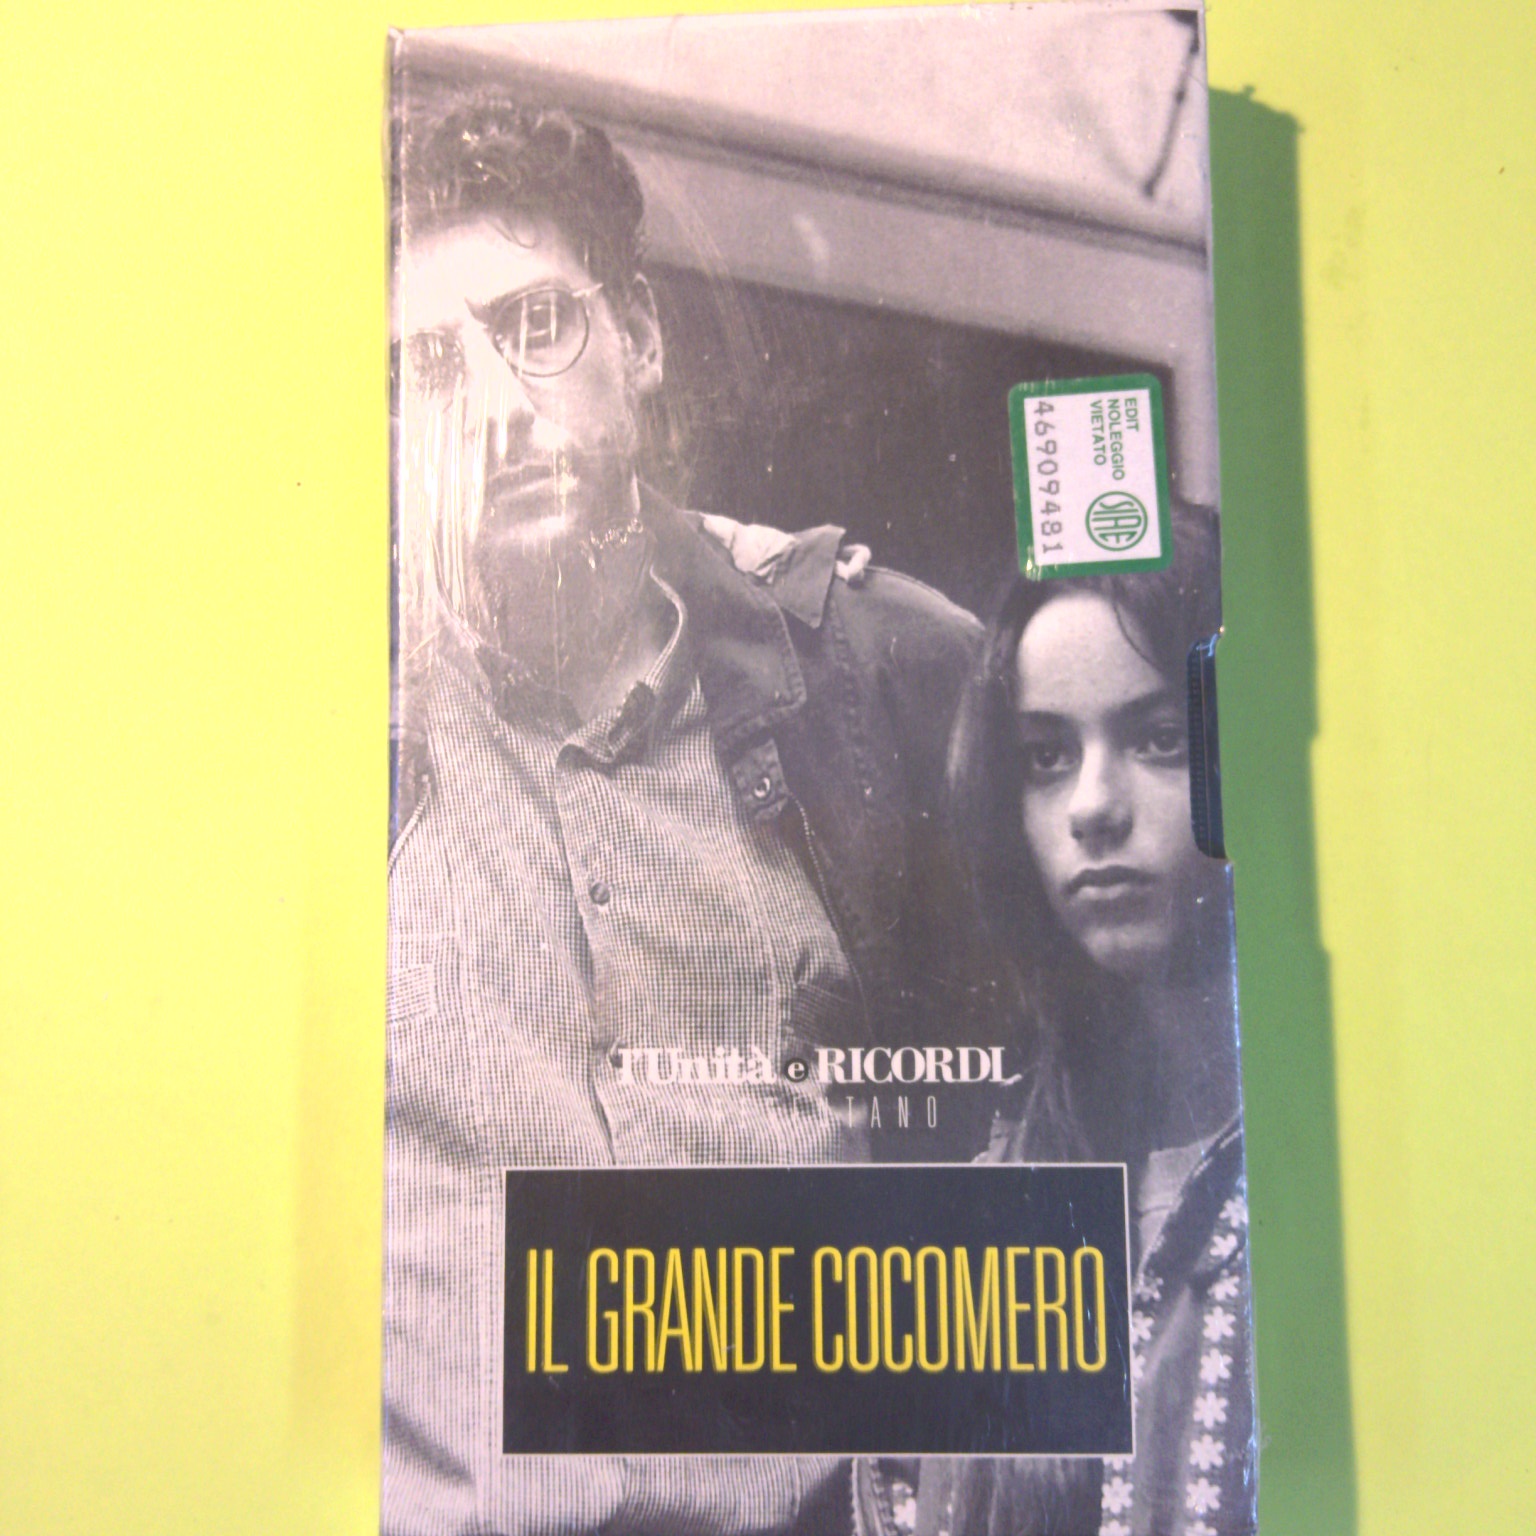 EDIT
NOLEGGIO
VIETATO
SIAE
46909481
l'Unità e RICORDI
IL GRANDE COCOMERO